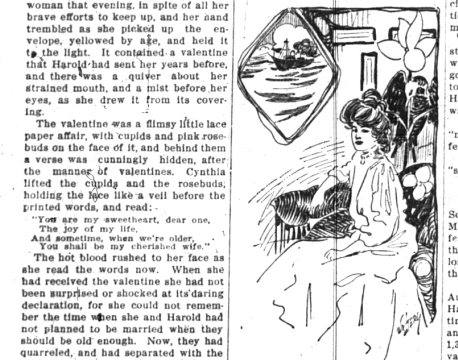 woman that evening. In spite of all her
brave efforts to keep up, and her hand
trembled as she picked up the en-
velope, yellowed by age, and held it
to the light. It contained a valentine
that Harold had sent her years before,
and there was a quiver about her
strained mouth, and a mist before her
eyes, as she drew it from its cover-
ing.
The valentine was a flimsy little lace
paper affair, with cupids and pink rose-
buds on the face of it, and behind them
a verse was cunningly hidden, after
the manner of valentines. Cynthia
lifted the cupids and the rosebuds,
holding the lace like a veil before the
printed words, and read:
"You are my sweetheart, dear one,
The joy of my life,
And sometime, when we're older,
You shall be my cherished wife."
The hot blood rushed to her face as
she read the words now. When she
had received the valentine she had not
been surprised or shocked at its daring
declaration, for she could not remem-
ber the time when she and Harold had
not planned to be married when they
should be old enough. Now, they had
quarreled, and had separated with the